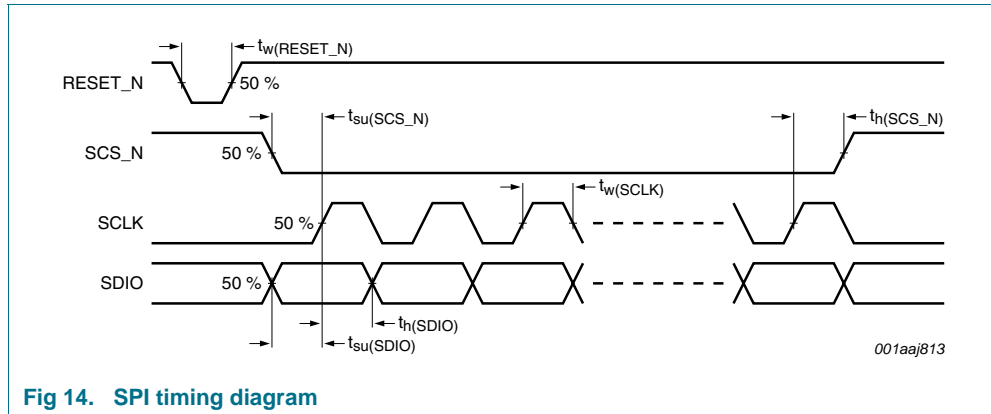 tw(RESET_N)
RESET_N
50 %
tsu(SCS_N)
th(SCS_N)
SCS_N
50 %
tw(SCLK)
SCLK
50 %
SDIO
50 %
th(SDIO)
tsu(SDIO)
001aaj813
Fig 14. SPI timing diagram